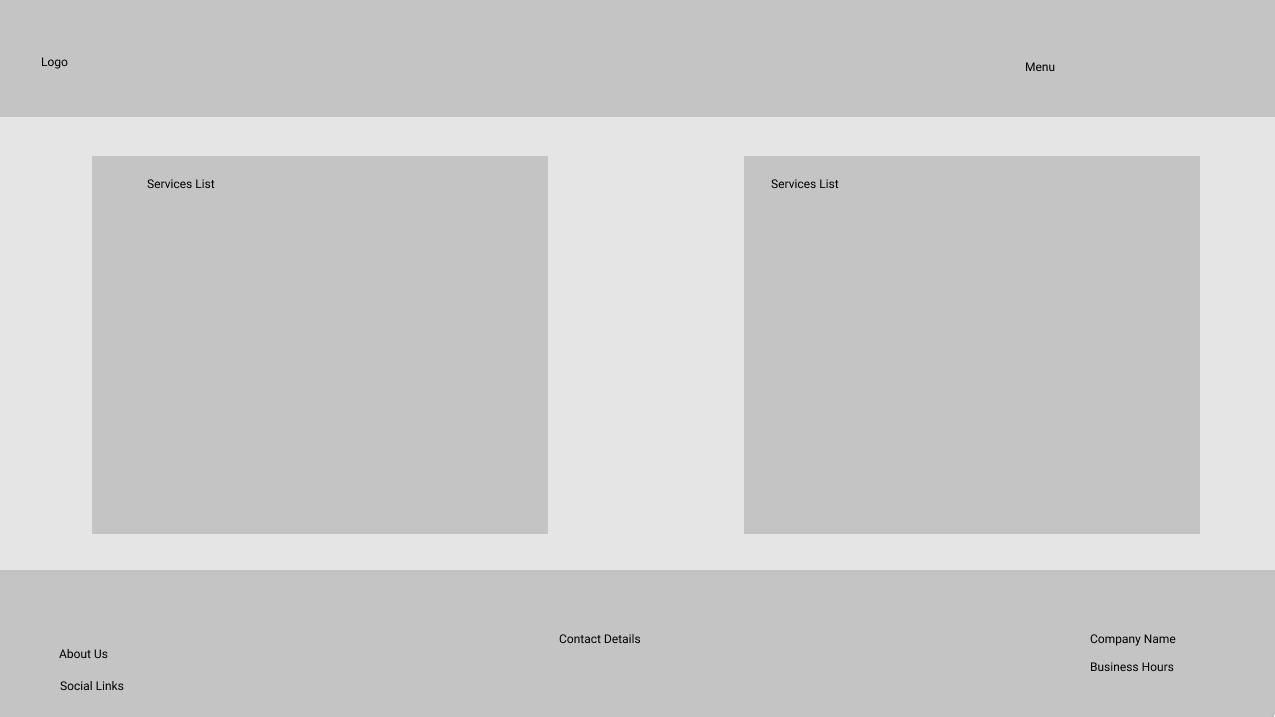 Logo
Menu
Services List
Services List
About Us
Social Links
Contact Details
Company Name
Business Hours